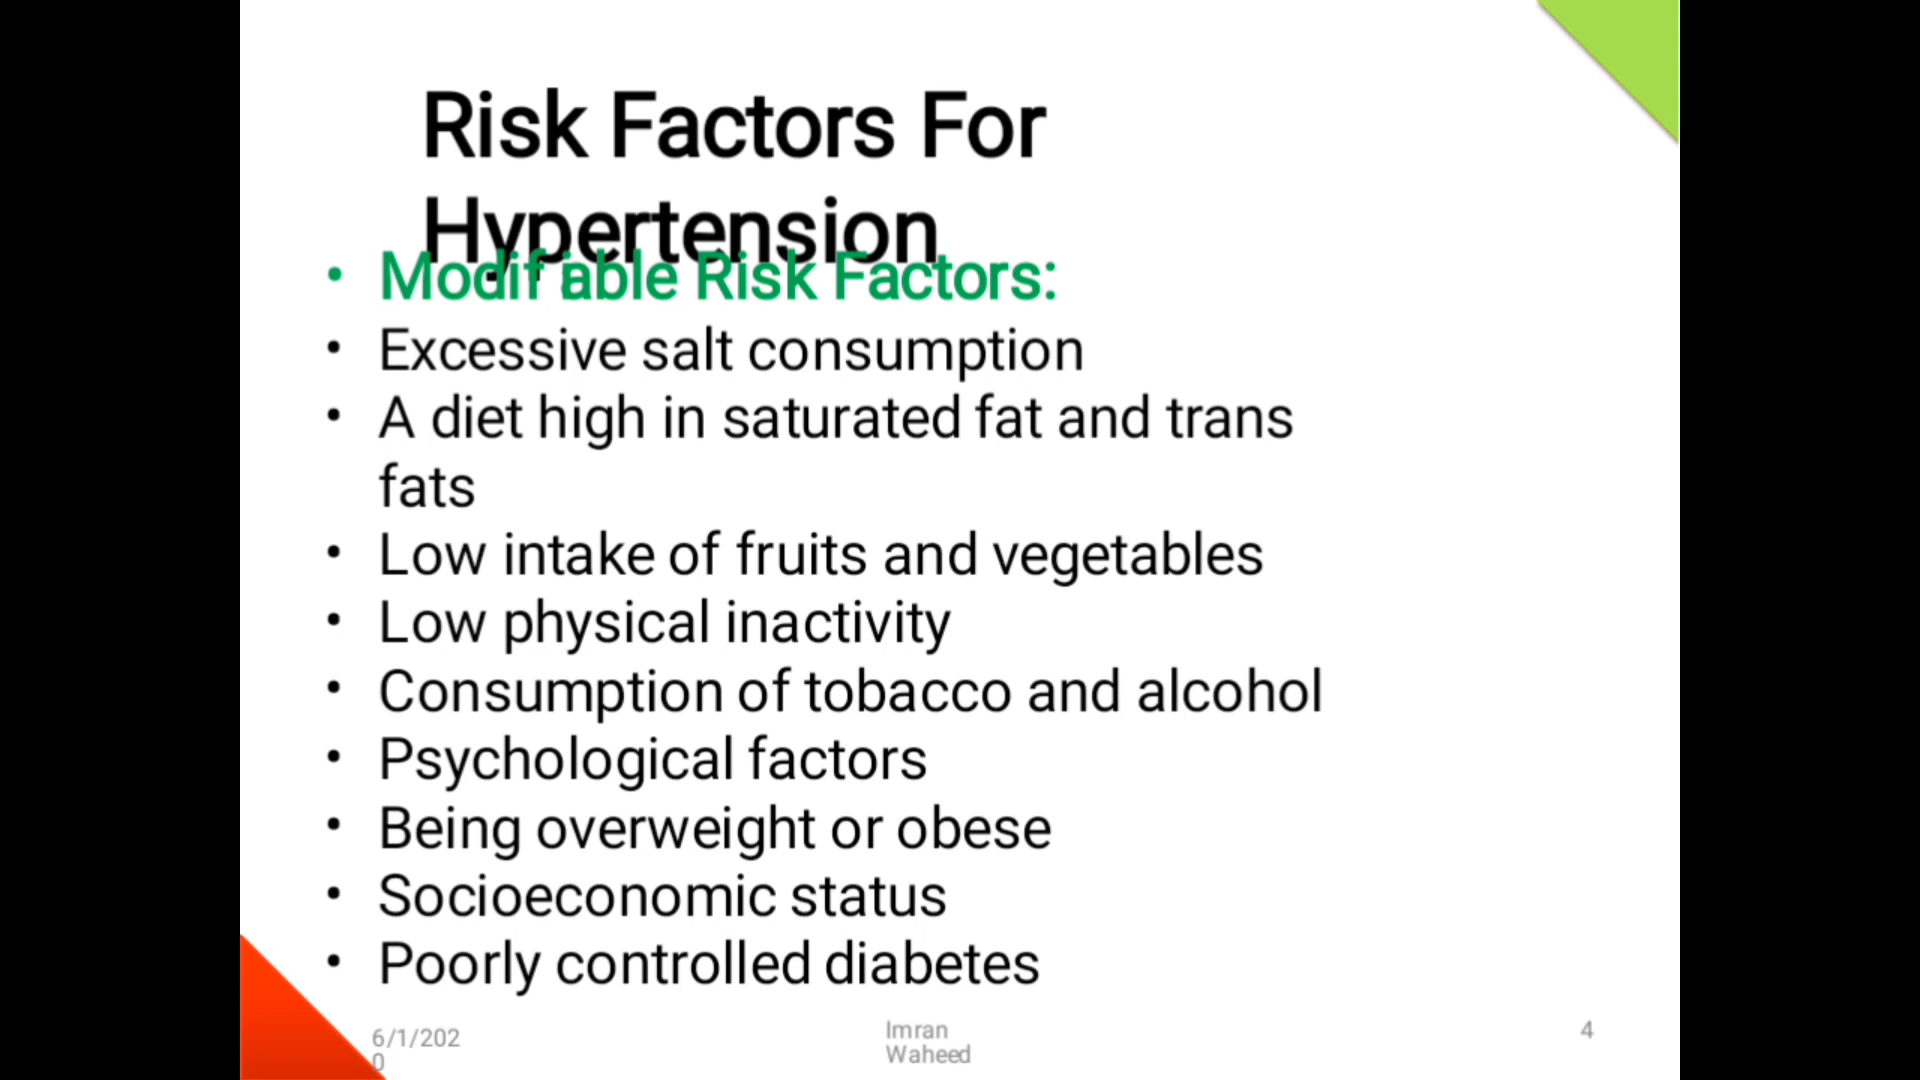 Risk Factors For
Hypertension
• Modifiable Risk Factors:
• Excessive salt consumption
• A diet high in saturated fat and trans
fats
• Low intake of fruits and vegetables
• Low physical inactivity
• Consumption of tobacco and alcohol
• Psychological factors
• Being overweight or obese
• Socioeconomic status
• Poorly controlled diabetes
6/1/202
0
Imran
Waheed
4